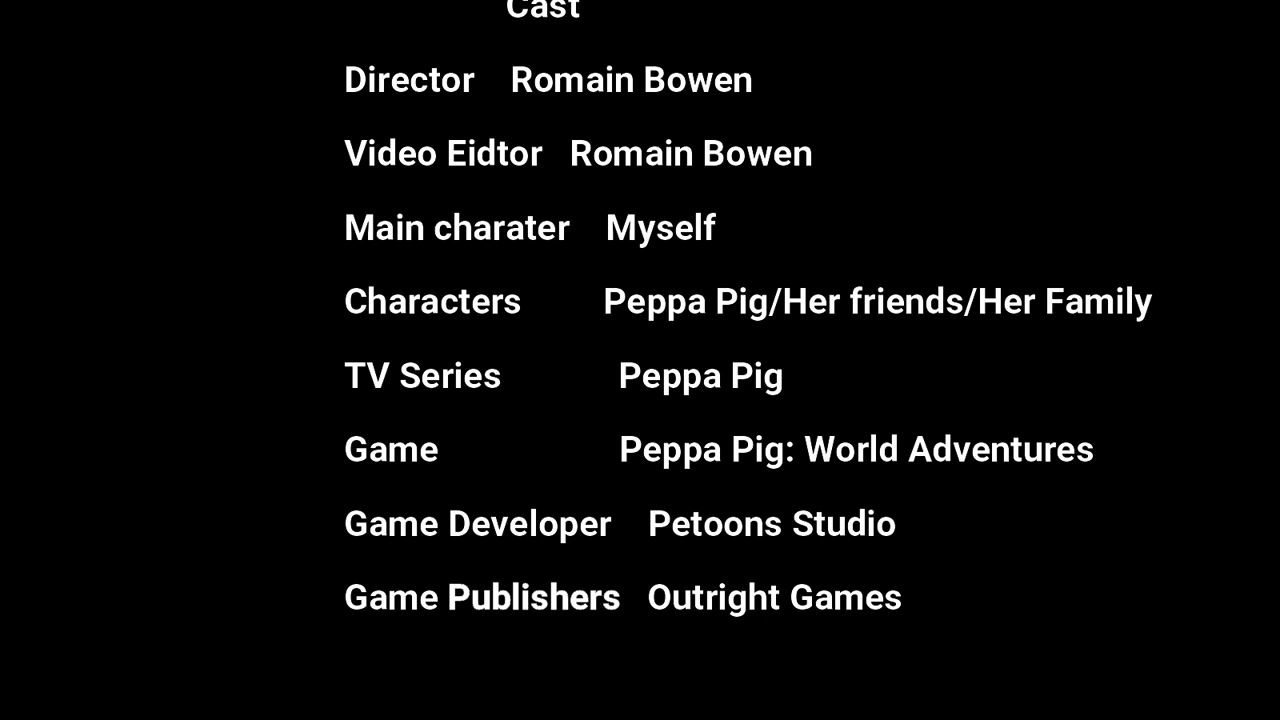 Cast
Director Romain Bowen
Video Eidtor Romain Bowen
Main charater Myself
Characters Peppa Pig/Her friends/Her Family
TV Series Peppa Pig
Game Peppa Pig: World Adventures
Game Developer Petoons Studio
Game Publishers Outright Games